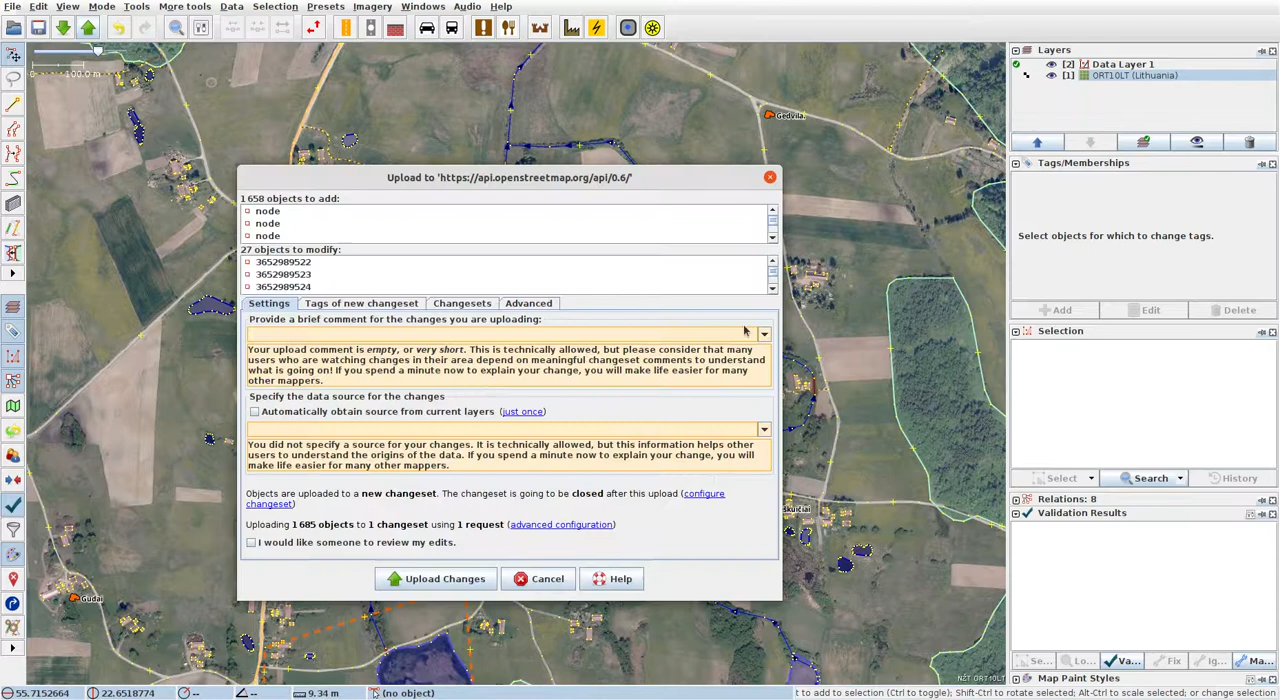 File Edit View Mode Tools More tools Data Selection Presets Imagery Windows Audio Help
100.0 m
Gedvilai
Gudai
Upload to 'https://api.openstreetmap.org/api/0.6/'
1 658 objects to add:
node
node
node
27 objects to modify:
3652989522
3652989523
3652989524
Settings Tags of new changeset Changesets Advanced
Provide a brief comment for the changes you are uploading:
Your upload comment is empty, or very short. This is technically allowed, but please consider that many
users who are watching changes in their area depend on meaningful changeset comments to understand
what is going on! If you spend a minute now to explain your change, you will make life easier for many
other mappers.
Specify the data source for the changes
Automatically obtain source from current layers (just once)
You did not specify a source for your changes. It is technically allowed, but this information helps other
users to understand the origins of the data. If you spend a minute now to explain your change, you will
make life easier for many other mappers.
Objects are uploaded to a new changeset. The changeset is going to be closed after this upload (configure
changeset)
Uploading 1 685 objects to 1 changeset using 1 request (advanced configuration)
I would like someone to review my edits.
Upload Changes Cancel Help
Layers
[2] Data Layer 1
[1] ORT10LT (Lithuania)
Tags/Memberships
Select objects for which to change tags.
Add Edit Delete
Selection
Select Search History
Relations: 8
Validation Results
Se... Lo... Va... Fix Ig... Ma...
Map Paint Styles
NŽT ORT10LT
55.7152664 22.6518774 -- -- 9.34 m (no object) t to add to selection (Ctrl to toggle); Shift-Ctrl to rotate selected; Alt-Ctrl to scale selected; or change selection